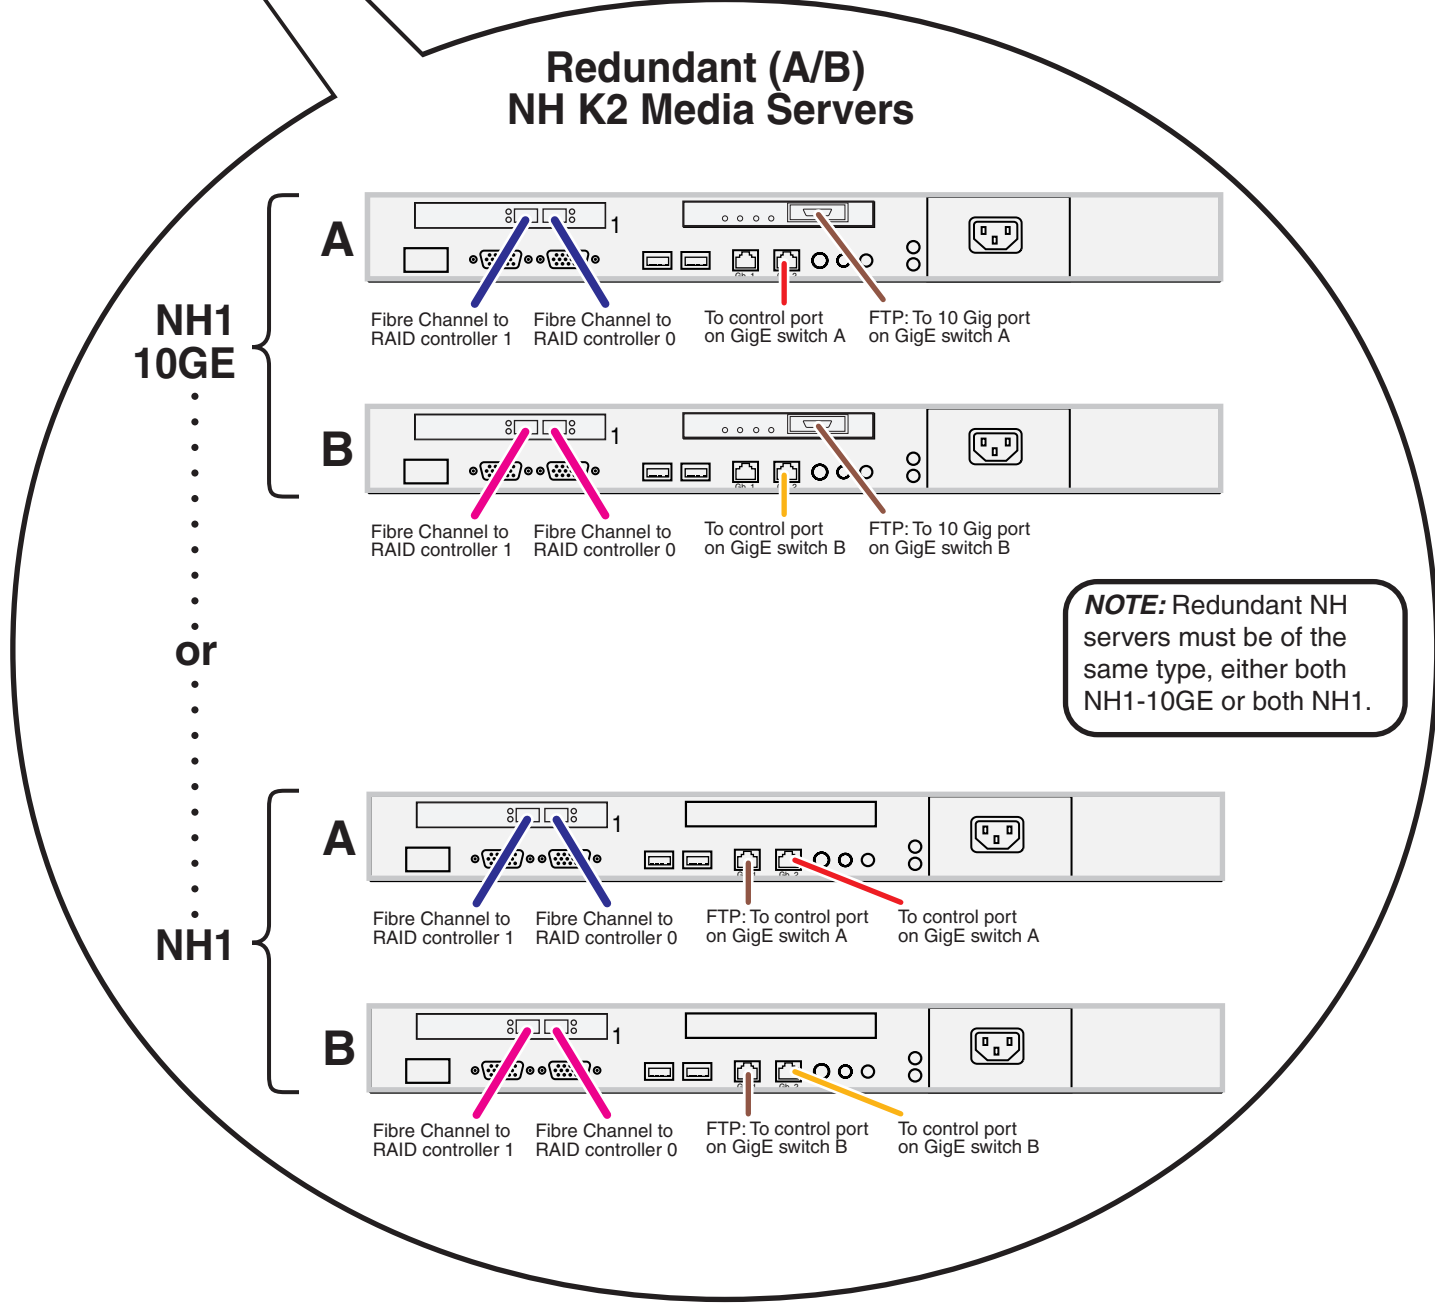 Redundant (A/B)
NH K2 Media Servers
NH1
10GE
A
1
Gb 2
Fibre Channel to
RAID controller 1
Fibre Channel to
RAID controller 0
To control port
on GigE switch A
FTP: To 10 Gig port
on GigE switch A
B
1
Fibre Channel to
RAID controller 1
Fibre Channel to
RAID controller 0
To control port
on GigE switch B
FTP: To 10 Gig port
on GigE switch B
or
NOTE: Redundant NH
servers must be of the
same type, either both
NH1-10GE or both NH1.
NH1
A
1
Gb 2
Fibre Channel to
RAID controller 1
Fibre Channel to
RAID controller 0
FTP: To control port
on GigE switch A
To control port
on GigE switch A
B
1
Gb 2
Fibre Channel to
RAID controller 1
Fibre Channel to
RAID controller 0
FTP: To control port
on GigE switch B
To control port
on GigE switch B